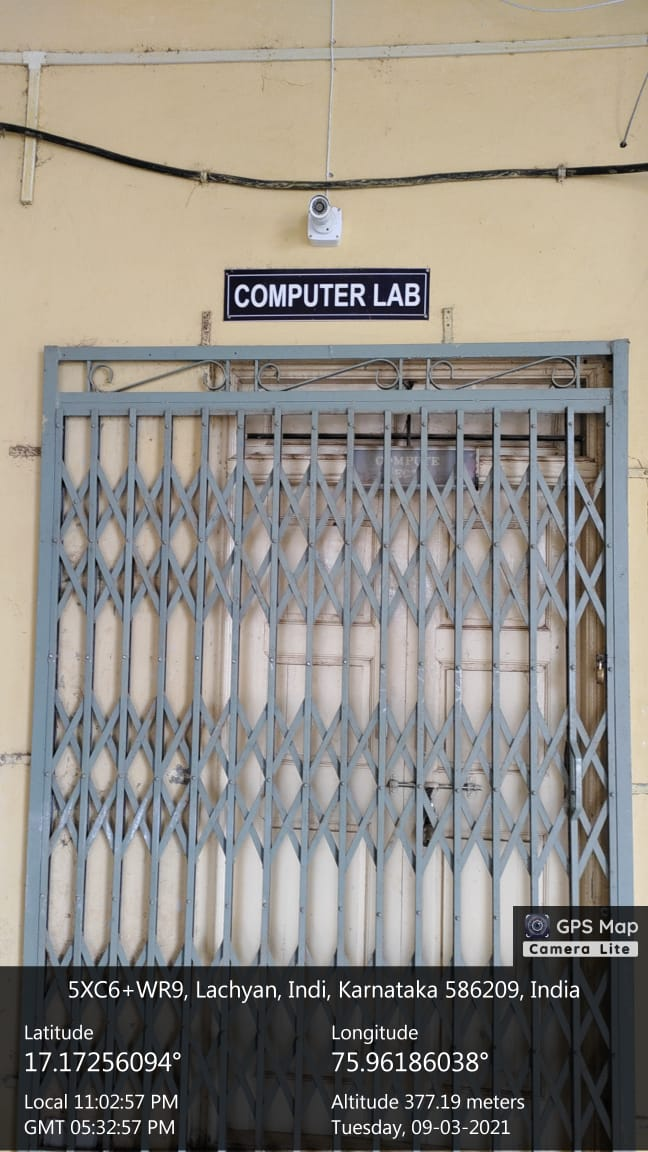 COMPUTER LAB
COMPUTE
GPS Map
Camera Lite
5XC6+WR9, Lachyan, Indi, Karnataka 586209, India
Latitude
17.17256094°
Longitude
75.96186038°
Local 11:02:57 PM
GMT 05:32:57 PM
Altitude 377.19 meters
Tuesday, 09-03-2021